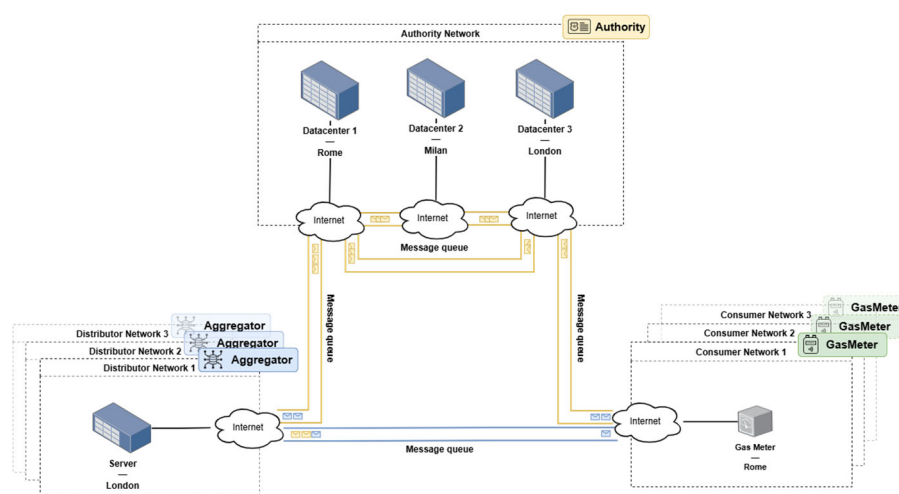 Authority
Authority Network
Datacenter 1
—
Rome
Datacenter 2
—
Milan
Datacenter 3
—
London
Internet
Internet
Internet
Message queue
Message queue
Message queue
Aggregator
Distributor Network 3
Aggregator
Distributor Network 2
Aggregator
Distributor Network 1
GasMeter
Consumer Network 3
GasMeter
Consumer Network 2
GasMeter
Consumer Network 1
Internet
Internet
Server
—
London
Message queue
Gas Meter
—
Rome